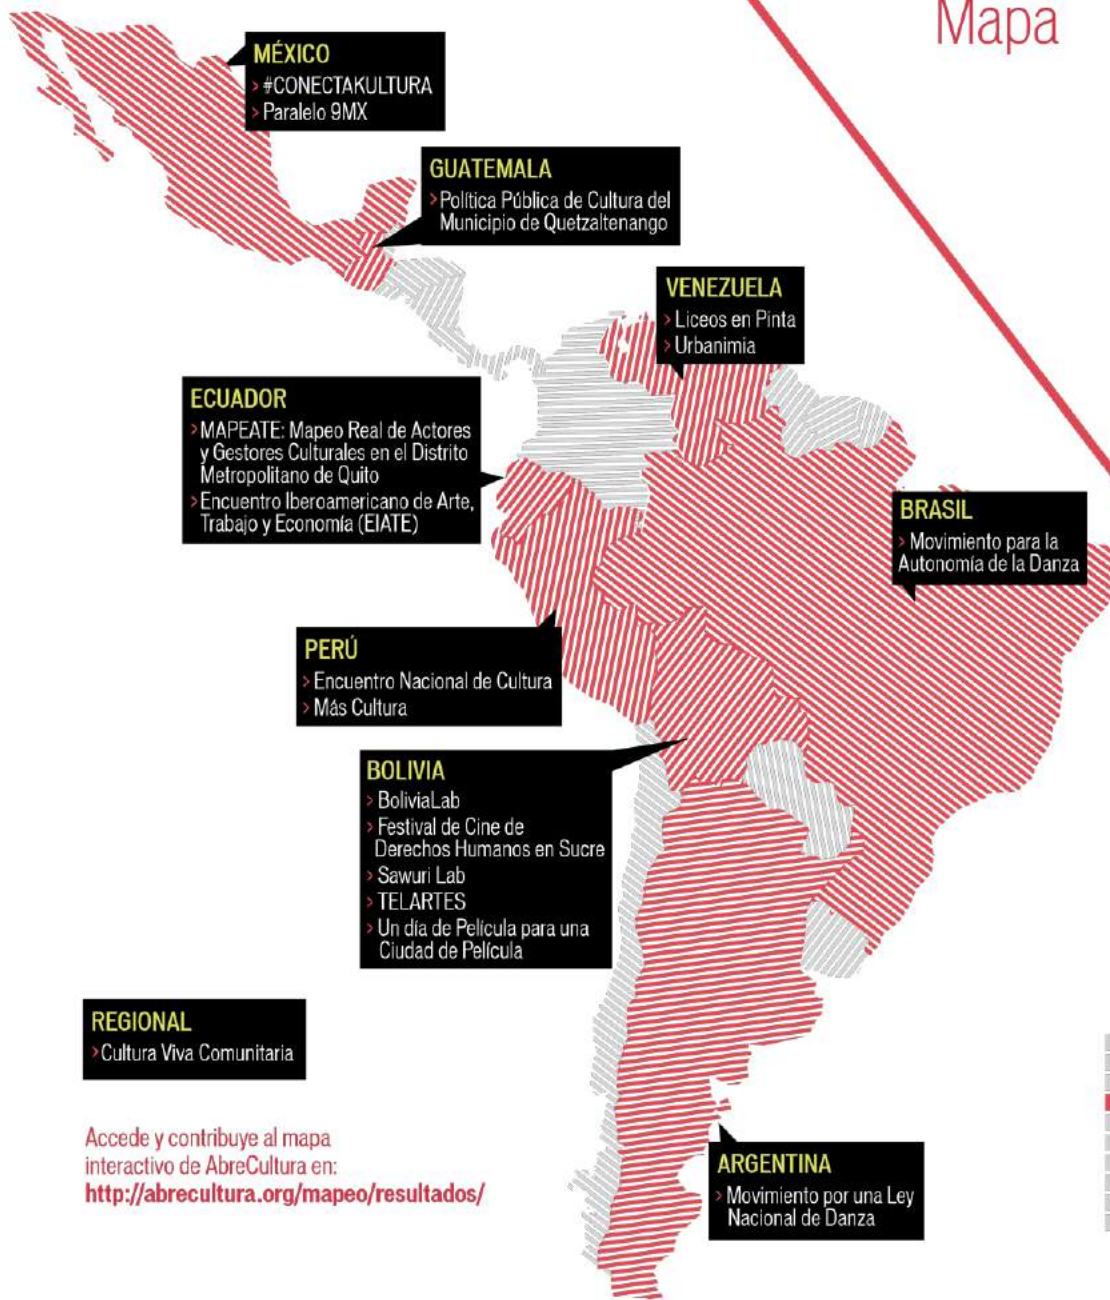 Mapa
MÉXICO
> #CONECTAKULTURA
> Paralelo 9MX
GUATEMALA
> Política Pública de Cultura del
Municipio de Quetzaltenango
VENEZUELA
> Liceos en Pinta
> Urbanimia
ECUADOR
> MAPEATE: Mapeo Real de Actores
y Gestores Culturales en el Distrito
Metropolitano de Quito
> Encuentro Iberoamericano de Arte,
Trabajo y Economía (EIATE)
BRASIL
> Movimiento para la
Autonomía de la Danza
PERÚ
> Encuentro Nacional de Cultura
> Más Cultura
BOLIVIA
> BoliviaLab
> Festival de Cine de
Derechos Humanos en Sucre
> Sawuri Lab
> TELARTES
> Un día de Película para una
Ciudad de Película
REGIONAL
> Cultura Viva Comunitaria
Accede y contribuye al mapa
interactivo de AbreCultura en:
http://abrecultura.org/mapeo/resultados/
ARGENTINA
> Movimiento por una Ley
Nacional de Danza